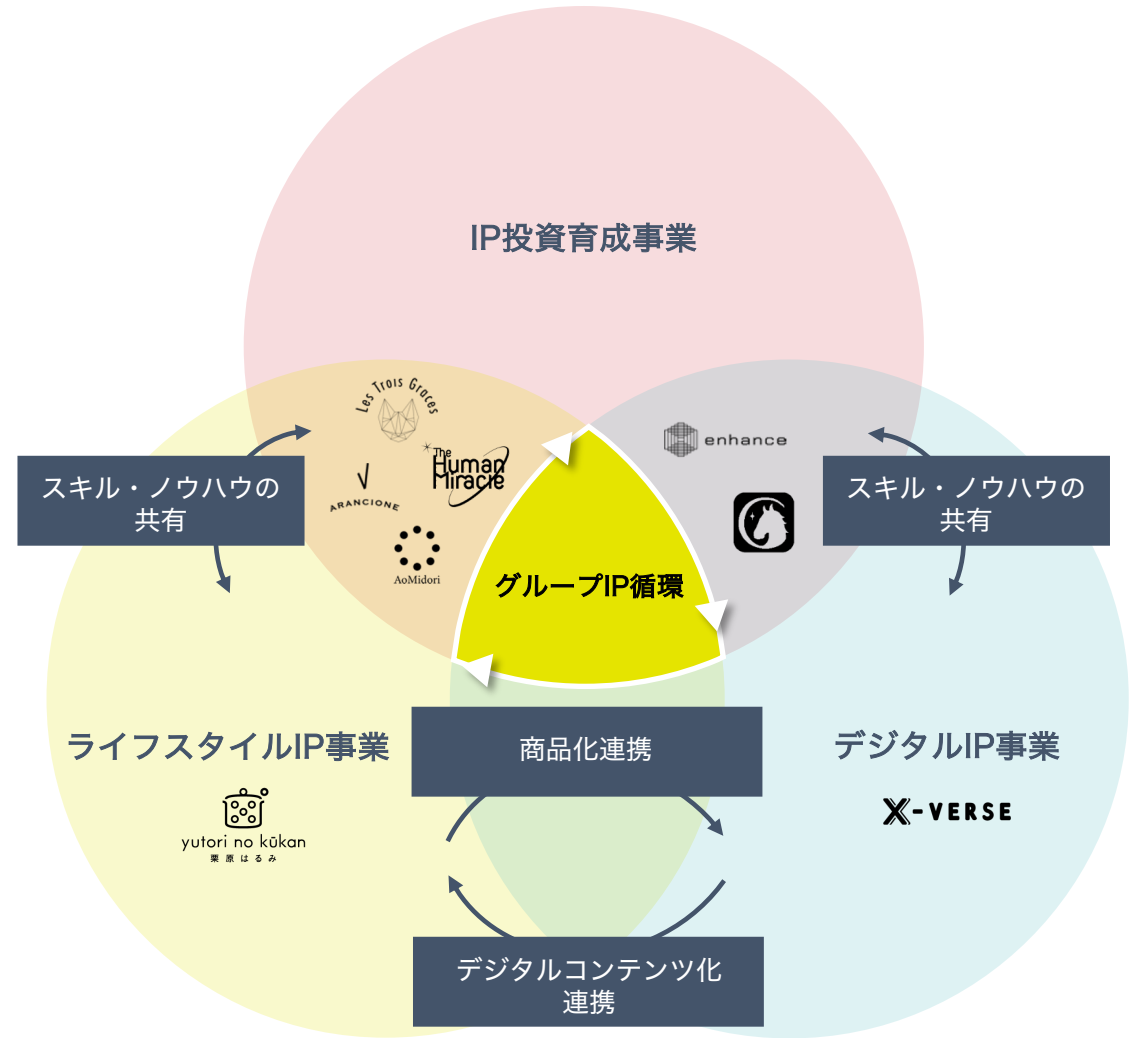 IP投資育成事業
Les Trois Graces
The
Human
Miracle
ARANCIONE
AoMidori
enhance
スキル・ノウハウの
共有
スキル・ノウハウの
共有
グループIP循環
ライフスタイルIP事業
yutori no kūkan
栗原はるみ
商品化連携
デジタルIP事業
X-VERSE
デジタルコンテンツ化
連携